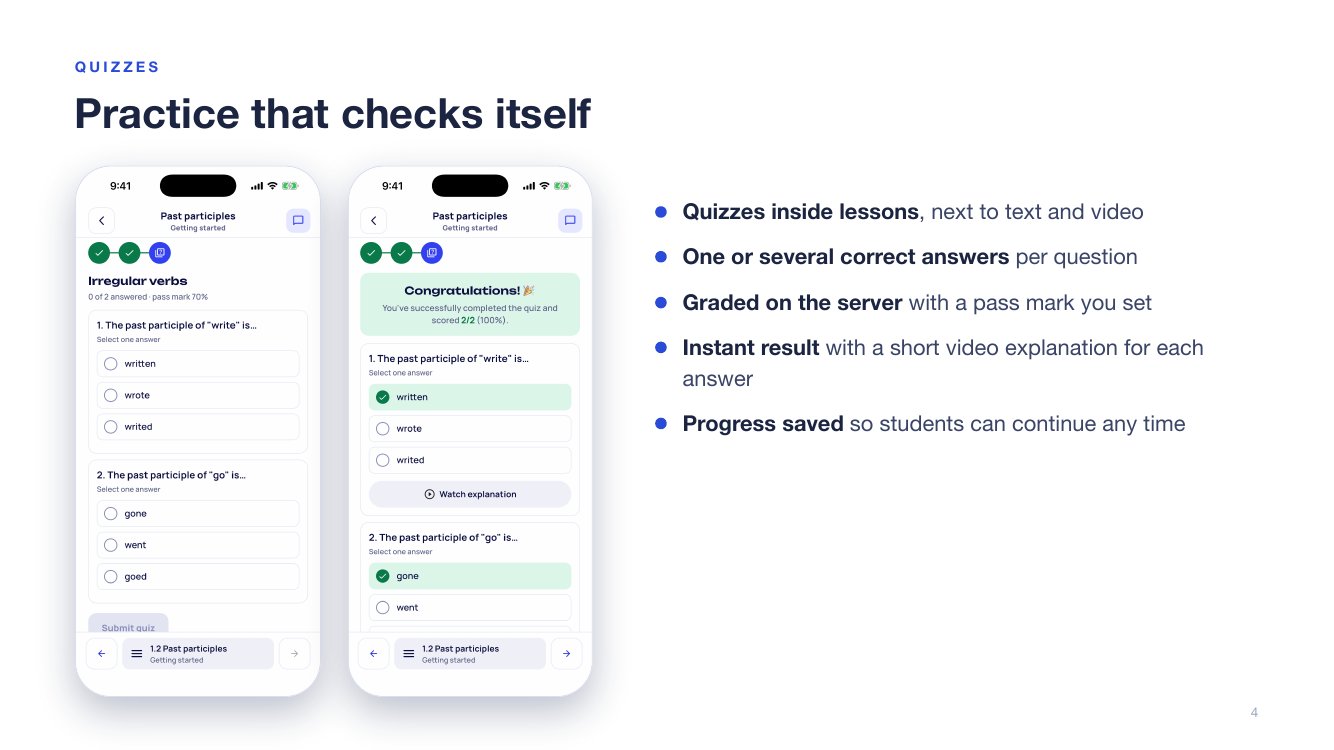 QUIZZES
Practice that checks itself
9:41
Past participles
Getting started
Irregular verbs
0 of 2 answered · pass mark 70%
1. The past participle of "write" is…
Select one answer
written
wrote
writed
2. The past participle of "go" is…
Select one answer
gone
went
goed
Submit quiz
1.2 Past participles
Getting started
9:41
Past participles
Getting started
Congratulations! 🎉
You've successfully completed the quiz and
scored 2/2 (100%).
1. The past participle of "write" is…
Select one answer
written
wrote
writed
Watch explanation
2. The past participle of "go" is…
Select one answer
gone
went
1.2 Past participles
Getting started
Quizzes inside lessons, next to text and video
One or several correct answers per question
Graded on the server with a pass mark you set
Instant result with a short video explanation for each
answer
Progress saved so students can continue any time
4